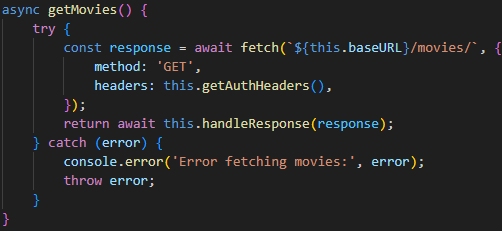 async getMovies() {
    try {
        const response = await fetch(`${this.baseURL}/movies/`, {
            method: 'GET',
            headers: this.getAuthHeaders(),
        });
        return await this.handleResponse(response);
    } catch (error) {
        console.error('Error fetching movies:', error);
        throw error;
    }
}